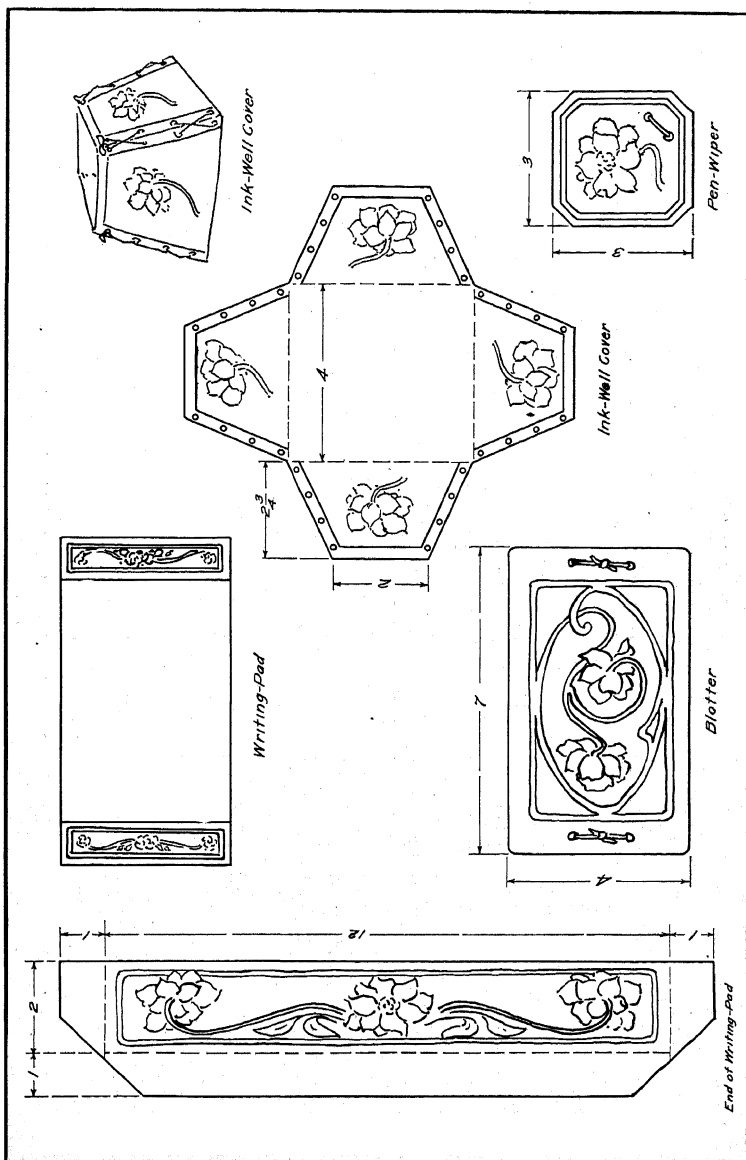 Ink-Well Cover
3
3
Pen-Wiper
4
2 3/4
2
Ink-Well Cover
Writing-Pad
7
4
Blotter
1
12
1
2
1
End of Writing-Pad